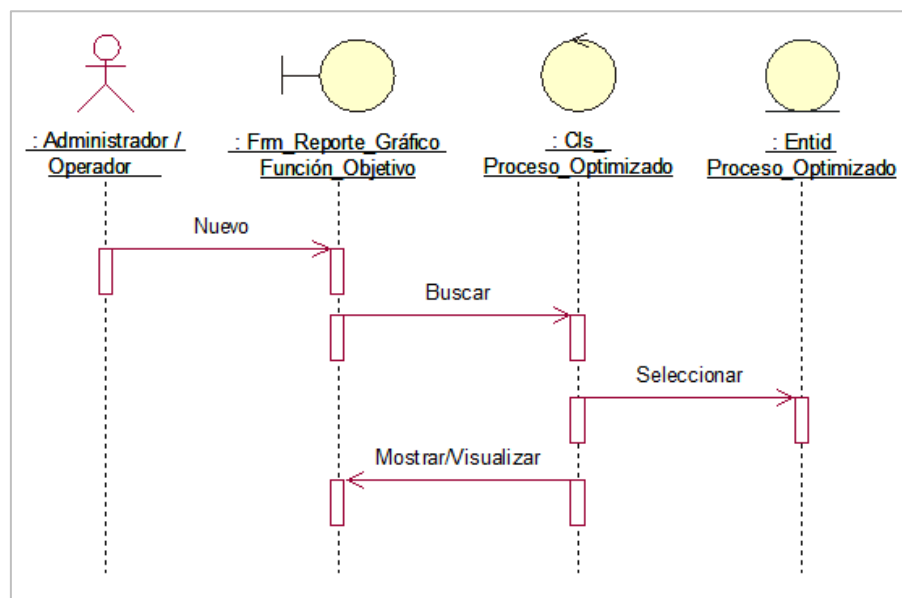 : Administrador /
Operador
: Frm_Reporte_Gráfico
Función_Objetivo
: Cls_
Proceso_Optimizado
: Entid
Proceso_Optimizado
Nuevo
Buscar
Seleccionar
Mostrar/Visualizar